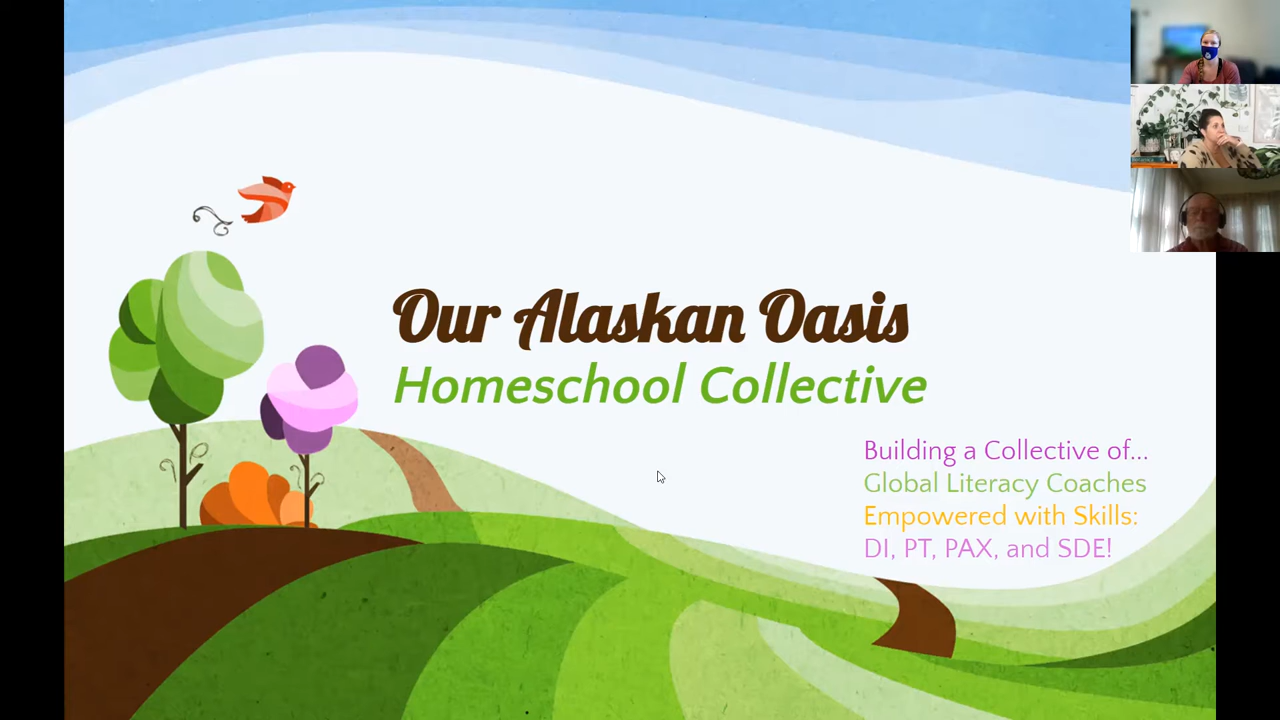 Our Alaskan Oasis
Homeschool Collective
Building a Collective of...
Global Literacy Coaches
Empowered with Skills:
DI, PT, PAX, and SDE!